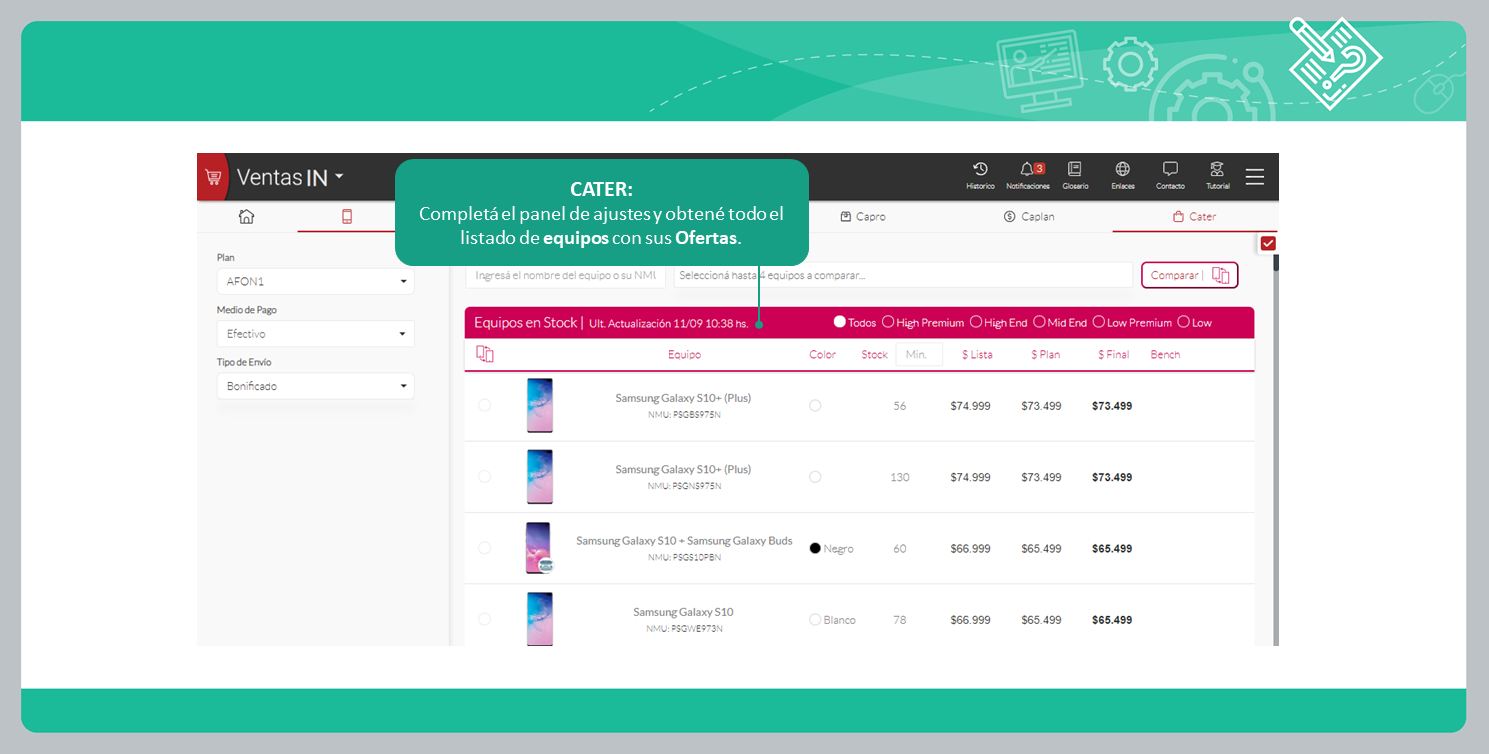 Ventas IN
CATER:
Completá el panel de ajustes y obtené todo el
listado de equipos con sus Ofertas.
3
Historico Notificaciones Glosario Enlaces Contacto Tutorial
Capro Caplan Cater
Plan
AFON1
Medio de Pago
Efectivo
Tipo de Envío
Bonificado
Ingresá el nombre del equipo o su NMU Seleccioná hasta 4 equipos a comparar... Comparar |
Equipos en Stock | Ult. Actualización 11/09 10:38 hs. Todos High Premium High End Mid End Low Premium Low
Equipo Color Stock Min. $ Lista $ Plan $ Final Bench
Samsung Galaxy S10+ (Plus)
NMU: PSGBS975N
56 $74.999 $73.499 $73.499
Samsung Galaxy S10+ (Plus)
NMU: PSGNS975N
130 $74.999 $73.499 $73.499
Samsung Galaxy S10 + Samsung Galaxy Buds
NMU: PSGS10PBN
Negro 60 $66.999 $65.499 $65.499
Samsung Galaxy S10
NMU: PSGWE973N
Blanco 78 $66.999 $65.499 $65.499